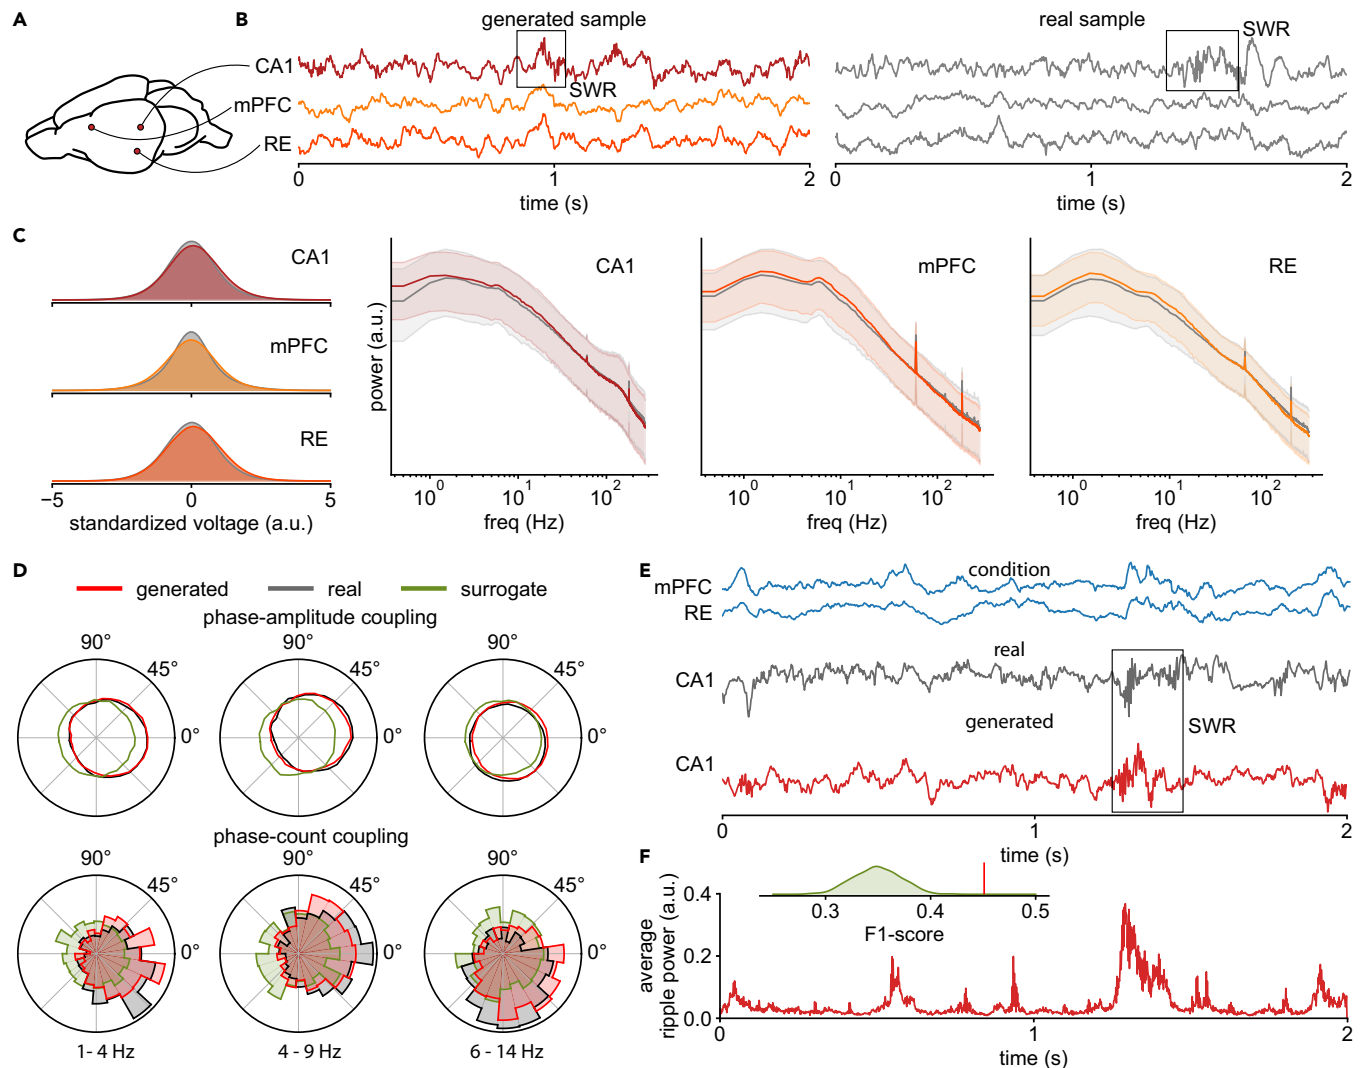 A
B
generated sample
real sample
CA1
mPFC
RE
SWR
SWR
0
1
2
time (s)
0
1
2
time (s)
C
CA1
mPFC
RE
−5
0
5
standardized voltage (a.u.)
power (a.u.)
CA1
10^0
10^1
10^2
freq (Hz)
mPFC
10^0
10^1
10^2
freq (Hz)
RE
10^0
10^1
10^2
freq (Hz)
D
generated
real
surrogate
phase-amplitude coupling
90°
45°
0°
90°
45°
0°
90°
45°
0°
phase-count coupling
90°
45°
0°
90°
45°
0°
90°
45°
0°
1- 4 Hz
4 - 9 Hz
6 - 14 Hz
E
condition
mPFC
RE
real
CA1
generated
CA1
SWR
0
1
2
time (s)
F
0.3
0.4
0.5
F1-score
average
ripple power (a.u.)
0.4
0.2
0.0
0
1
2
time (s)